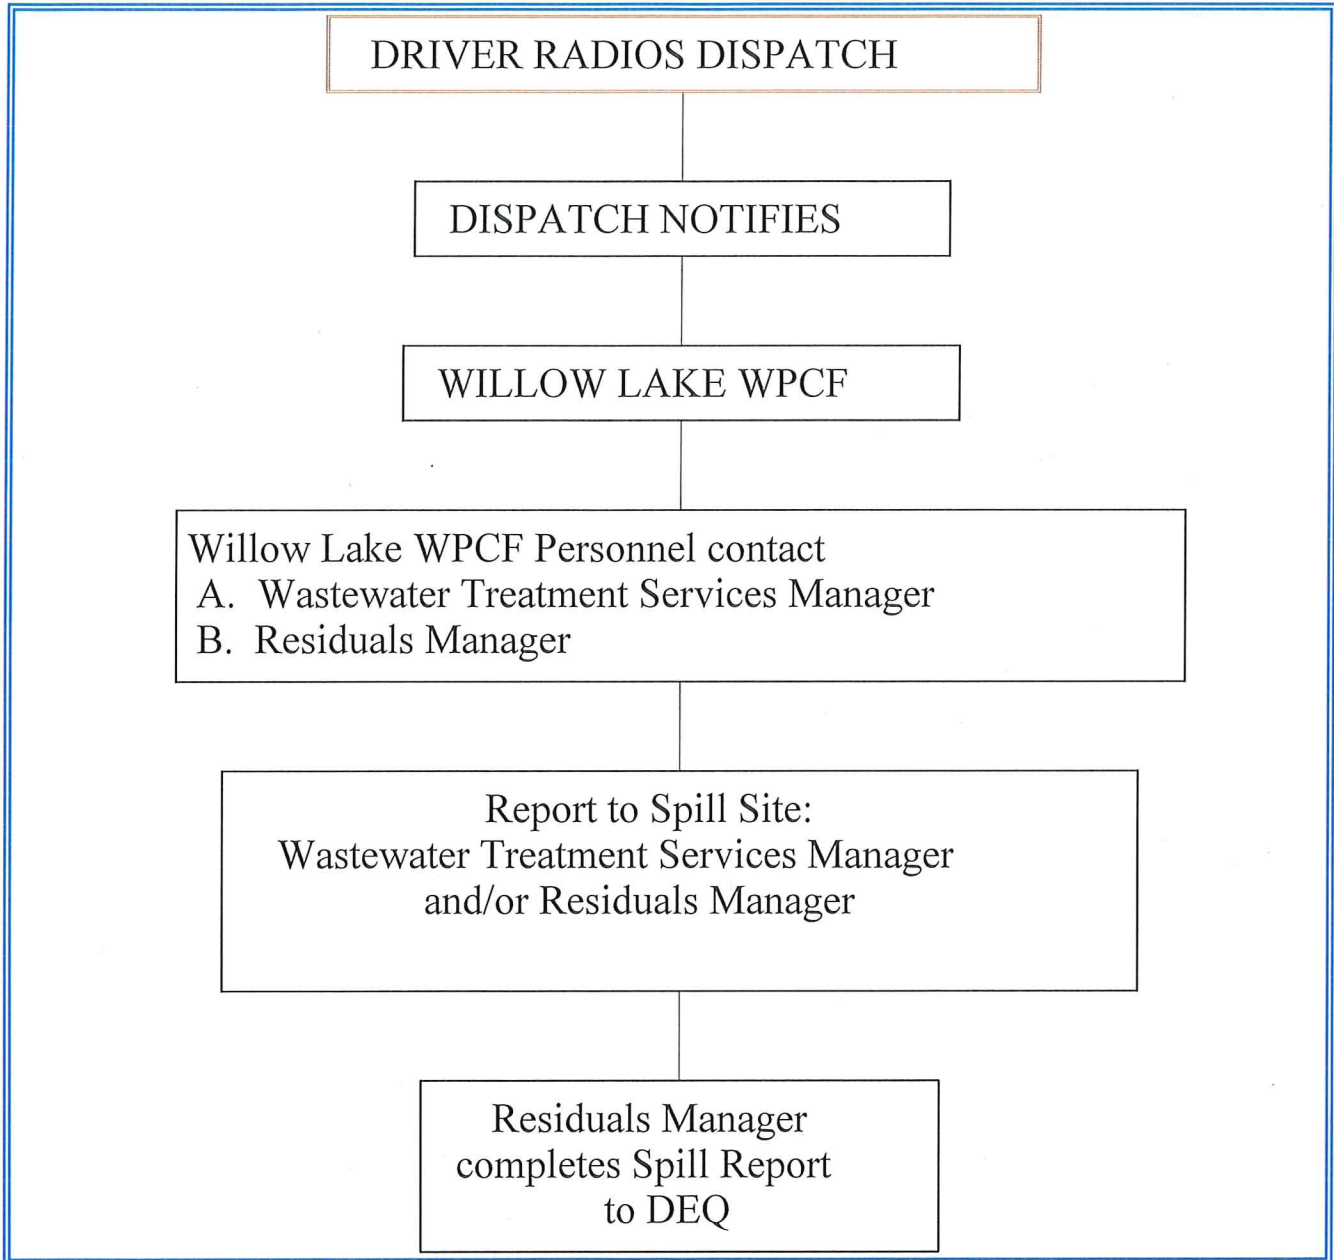 DRIVER RADIOS DISPATCH
DISPATCH NOTIFIES
WILLOW LAKE WPCF
Willow Lake WPCF Personnel contact
A. Wastewater Treatment Services Manager
B. Residuals Manager
Report to Spill Site:
Wastewater Treatment Services Manager
and/or Residuals Manager
Residuals Manager
completes Spill Report
to DEQ